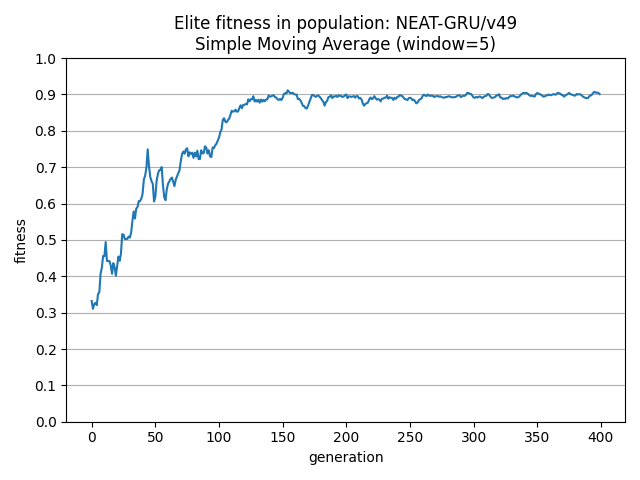 Elite fitness in population: NEAT-GRU/v49
Simple Moving Average (window=5)
1.0
0.9
0.8
0.7
0.6
0.5
0.4
0.3
0.2
0.1
0.0
fitness
0 50 100 150 200 250 300 350 400
generation